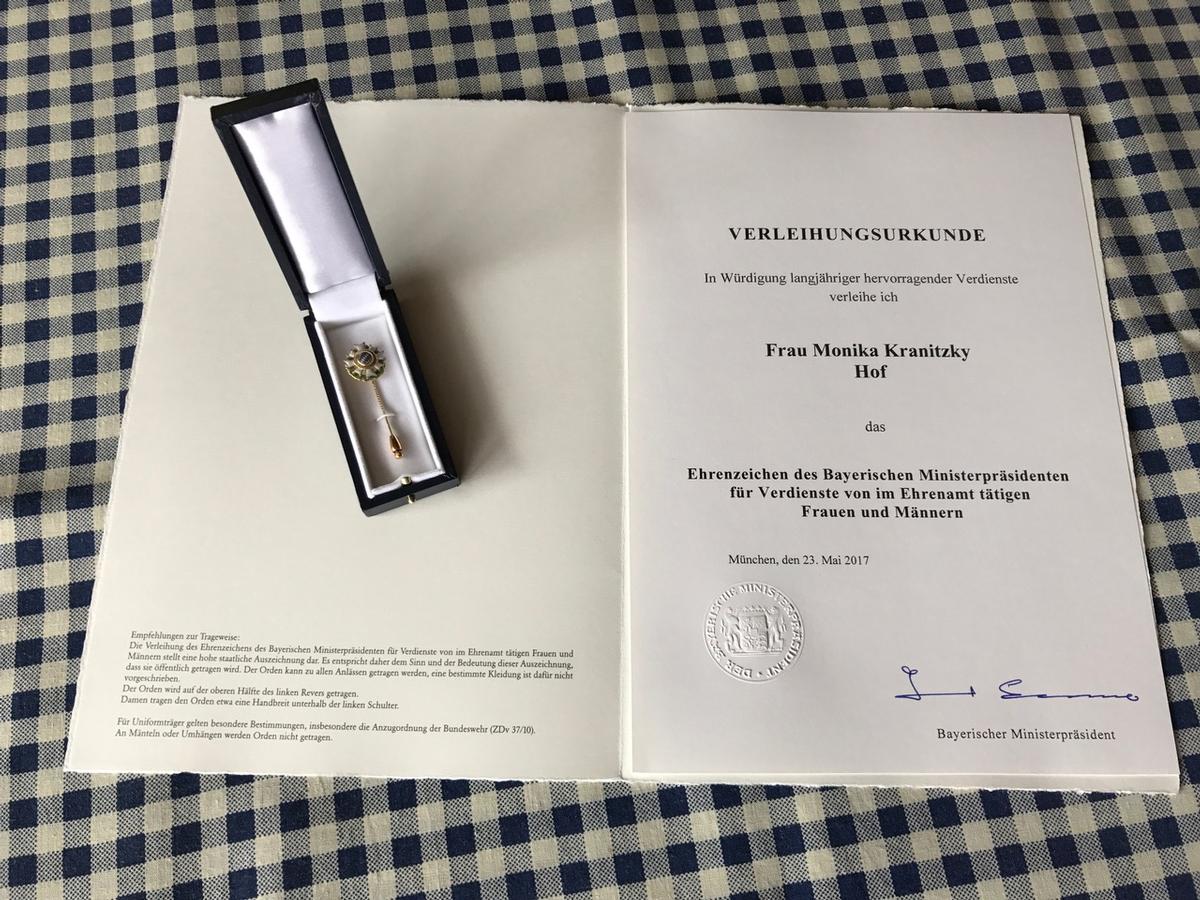 Empfehlungen zur Trageweise:
Die Verleihung des Ehrenzeichens des Bayerischen Ministerpräsidenten für Verdienste von im Ehrenamt tätigen Frauen und
Männern stellt eine hohe staatliche Auszeichnung dar. Es entspricht daher dem Sinn und der Bedeutung dieser Auszeichnung,
dass sie öffentlich getragen wird. Der Orden kann zu allen Anlässen getragen werden, eine bestimmte Kleidung ist dafür nicht
vorgeschrieben.
Der Orden wird auf der oberen Hälfte des linken Revers getragen.
Damen tragen den Orden etwa eine Handbreit unterhalb der linken Schulter.
Für Uniformträger gelten besondere Bestimmungen, insbesondere die Anzugordnung der Bundeswehr (ZDv 37/10).
An Mänteln oder Umhängen werden Orden nicht getragen.
VERLEIHUNGSURKUNDE
In Würdigung langjähriger hervorragender Verdienste
verleihe ich
Frau Monika Kranitzky
Hof
das
Ehrenzeichen des Bayerischen Ministerpräsidenten
für Verdienste von im Ehrenamt tätigen
Frauen und Männern
München, den 23. Mai 2017
DER BAYERISCHE MINISTERPRÄSIDENT
Bayerischer Ministerpräsident